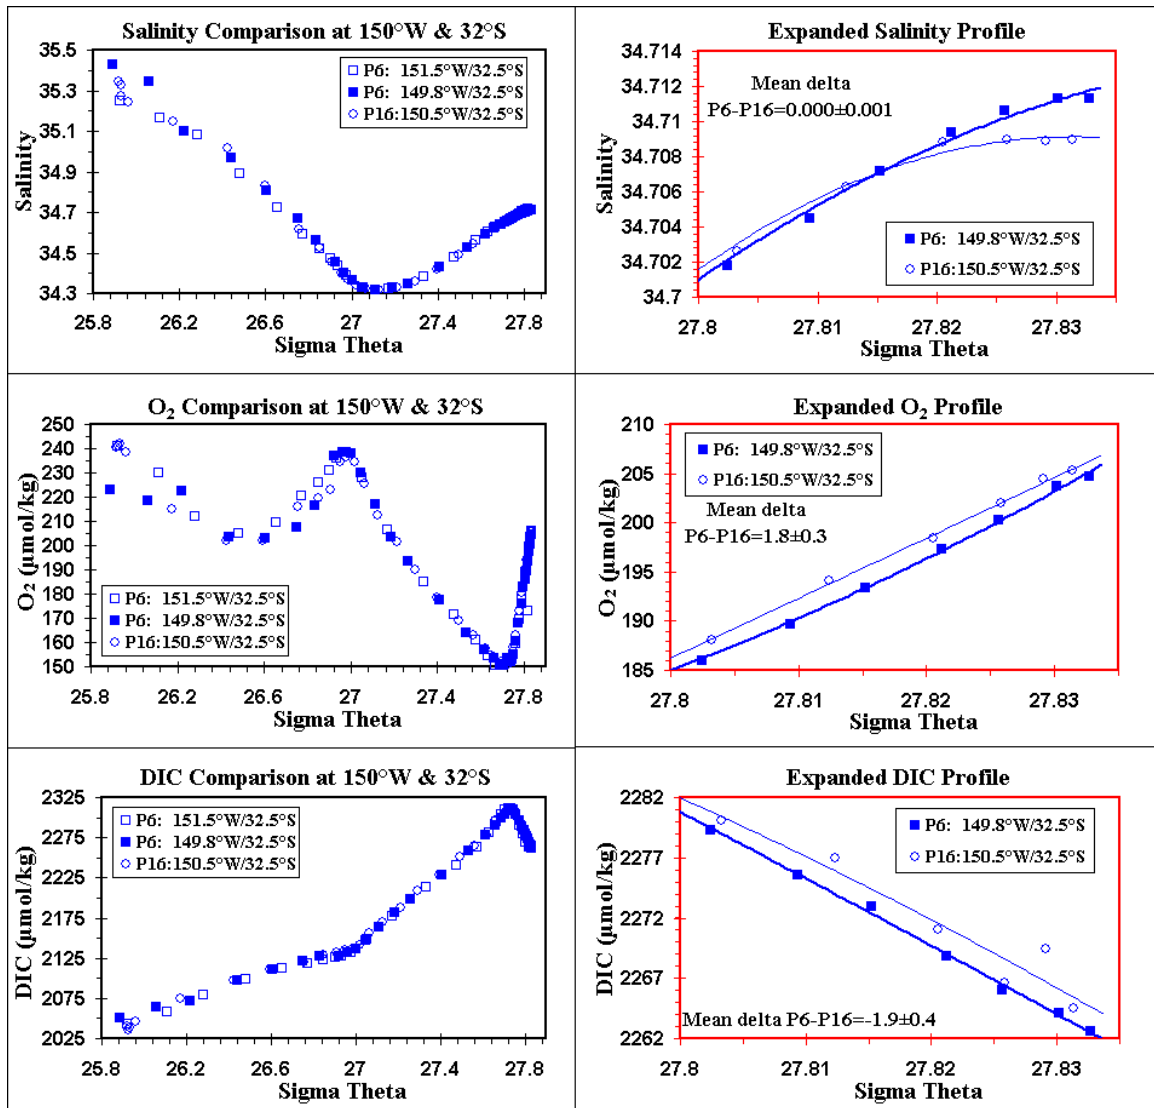 Salinity Comparison at 150°W & 32°S
35.5
35.3
35.1
34.9
34.7
34.5
34.3
Salinity
P6: 151.5°W/32.5°S
P6: 149.8°W/32.5°S
P16:150.5°W/32.5°S
25.8 26.2 26.6 27 27.4 27.8
Sigma Theta
Expanded Salinity Profile
34.714
34.712
34.71
34.708
34.706
34.704
34.702
34.7
Salinity
Mean delta
P6-P16=0.000±0.001
P6: 149.8°W/32.5°S
P16:150.5°W/32.5°S
27.8 27.81 27.82 27.83
Sigma Theta
O₂ Comparison at 150°W & 32°S
250
240
230
220
210
200
190
180
170
160
150
O₂ (µmol/kg)
P6: 151.5°W/32.5°S
P6: 149.8°W/32.5°S
P16:150.5°W/32.5°S
25.8 26.2 26.6 27 27.4 27.8
Sigma Theta
Expanded O₂ Profile
210
205
200
195
190
185
O₂ (µmol/kg)
P6: 149.8°W/32.5°S
P16:150.5°W/32.5°S
Mean delta
P6-P16=1.8±0.3
27.8 27.81 27.82 27.83
Sigma Theta
DIC Comparison at 150°W & 32°S
2325
2275
2225
2175
2125
2075
2025
DIC (µmol/kg)
P6: 151.5°W/32.5°S
P6: 149.8°W/32.5°S
P16:150.5°W/32.5°S
25.8 26.2 26.6 27 27.4 27.8
Sigma Theta
Expanded DIC Profile
2282
2277
2272
2267
2262
DIC (µmol/kg)
P6: 149.8°W/32.5°S
P16:150.5°W/32.5°S
Mean delta P6-P16=-1.9±0.4
27.8 27.81 27.82 27.83
Sigma Theta